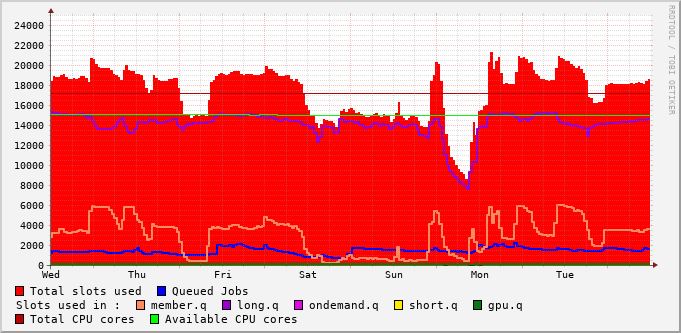 RRDTOOL / TOBI OETIKER
24000
22000
20000
18000
16000
14000
12000
10000
8000
6000
4000
2000
0
Wed Thu Fri Sat Sun Mon Tue
Total slots used Queued Jobs
Slots used in : member.q long.q ondemand.q short.q gpu.q
Total CPU cores Available CPU cores